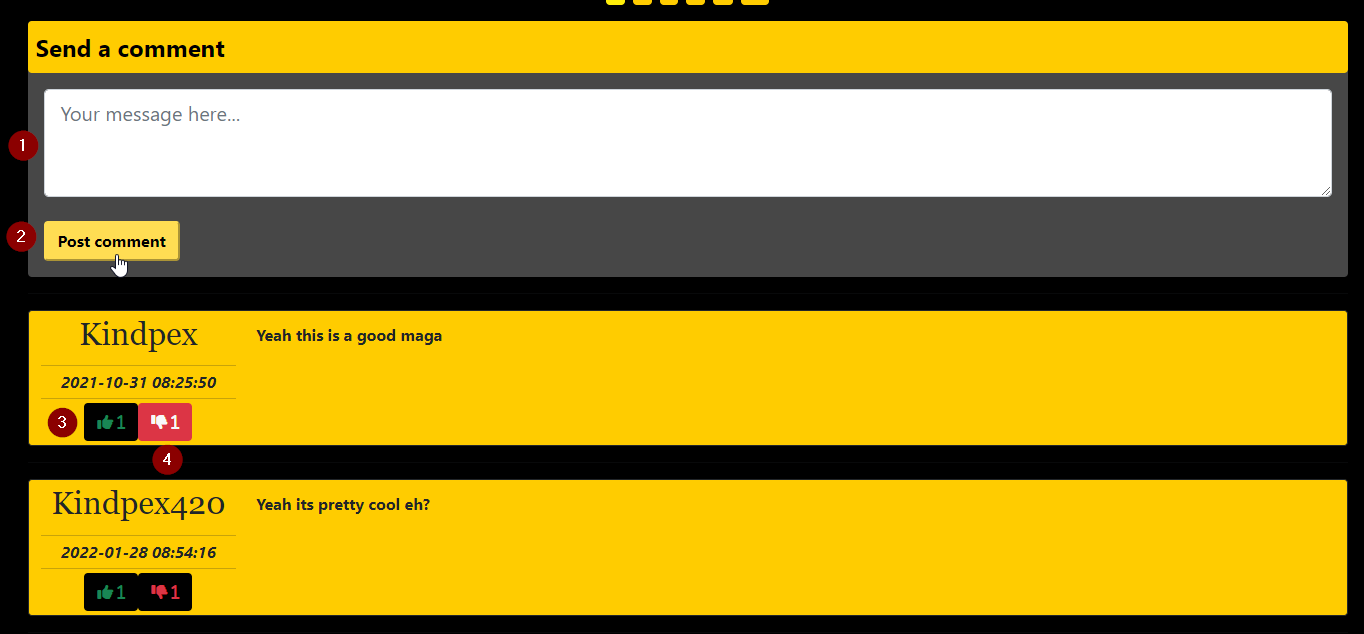 Send a comment
Your message here...
1
2
Post comment
Kindpex
Yeah this is a good maga
2021-10-31 08:25:50
3
1
1
4
Kindpex420
Yeah its pretty cool eh?
2022-01-28 08:54:16
1
1